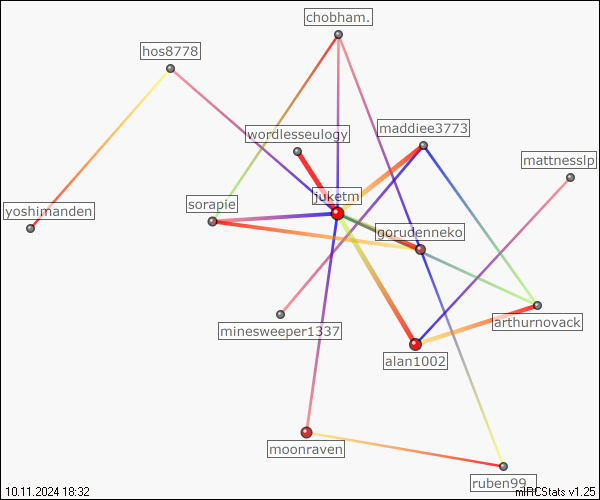 chobham.
hos8778
wordlesseulogy
maddiee3773
mattnesslp
juketm
sorapie
yoshimanden
gorudenneko
minesweeper1337
arthurnovack
alan1002
moonraven
ruben99_
10.11.2024 18:32
mIRCStats v1.25